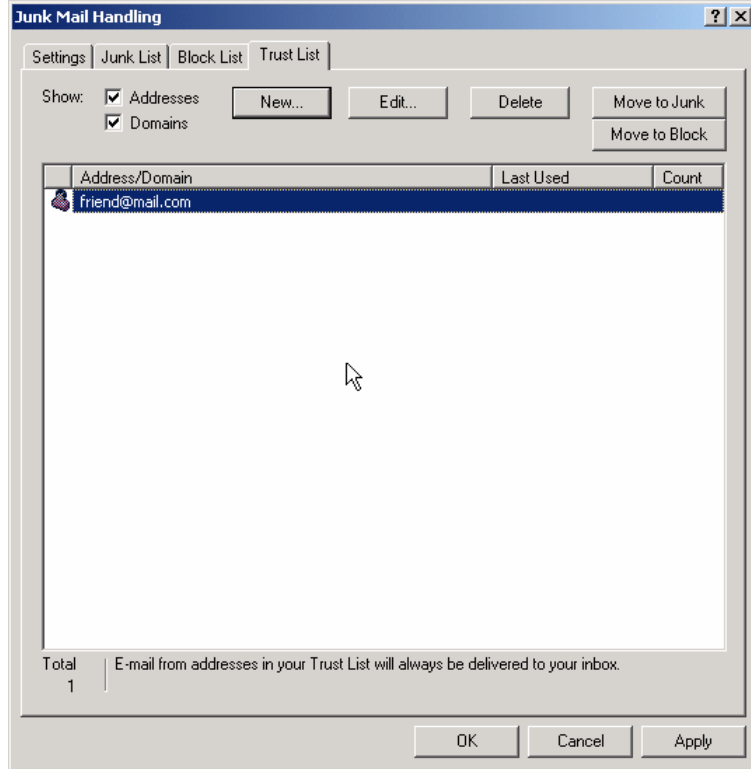 Junk Mail Handling
Settings Junk List Block List Trust List
Show: Addresses New... Edit... Delete Move to Junk
Domains Move to Block
Address/Domain Last Used Count
friend@mail.com
Total E-mail from addresses in your Trust List will always be delivered to your inbox.
1
OK Cancel Apply